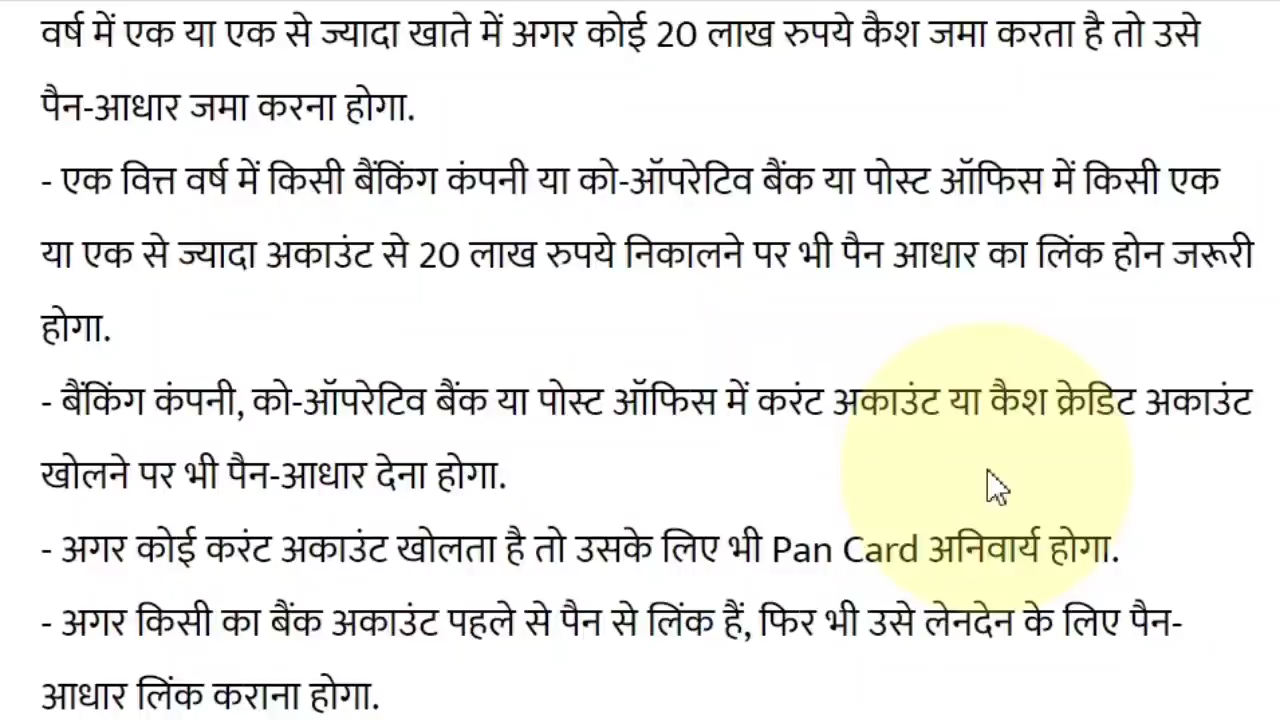 वर्ष में एक या एक से ज्यादा खाते में अगर कोई 20 लाख रुपये कैश जमा करता है तो उसे
पैन-आधार जमा करना होगा.
- एक वित्त वर्ष में किसी बैंकिंग कंपनी या को-ऑपरेटिव बैंक या पोस्ट ऑफिस में किसी एक
या एक से ज्यादा अकाउंट से 20 लाख रुपये निकालने पर भी पैन आधार का लिंक होन जरूरी
होगा.
- बैंकिंग कंपनी, को-ऑपरेटिव बैंक या पोस्ट ऑफिस में करंट अकाउंट या कैश क्रेडिट अकाउंट
खोलने पर भी पैन-आधार देना होगा.
- अगर कोई करंट अकाउंट खोलता है तो उसके लिए भी Pan Card अनिवार्य होगा.
- अगर किसी का बैंक अकाउंट पहले से पैन से लिंक हैं, फिर भी उसे लेनदेन के लिए पैन-
आधार लिंक कराना होगा.